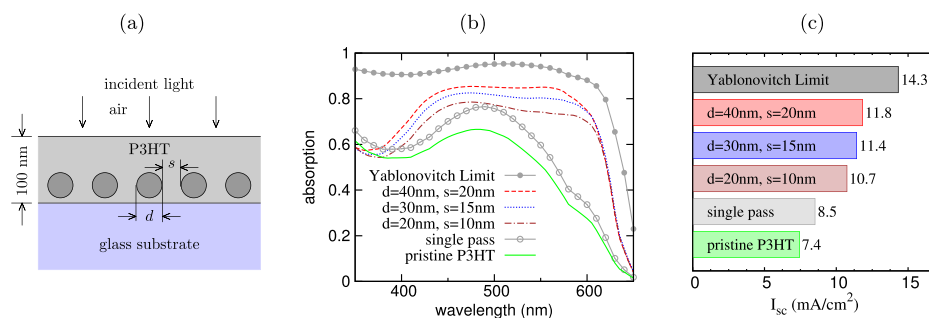 (a)
incident light
air
P3HT
s
100 nm
d
glass substrate
(b)
absorption
1
0.8
0.6
0.4
0.2
0
Yablonovitch Limit
d=40nm, s=20nm
d=30nm, s=15nm
d=20nm, s=10nm
single pass
pristine P3HT
400
500
600
wavelength (nm)
(c)
Yablonovitch Limit 14.3
d=40nm, s=20nm 11.8
d=30nm, s=15nm 11.4
d=20nm, s=10nm 10.7
single pass 8.5
pristine P3HT 7.4
0
5
10
15
Isc (mA/cm²)